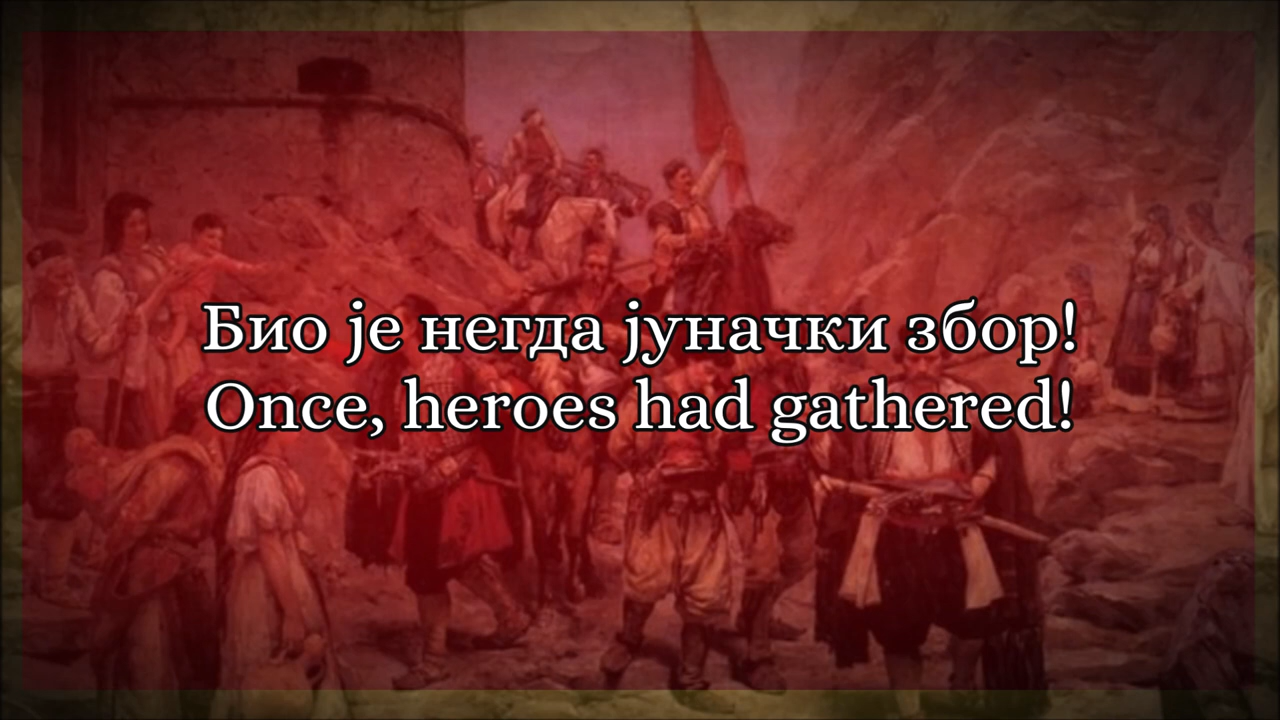 Био је негда јуначки збор!
Once, heroes had gathered!